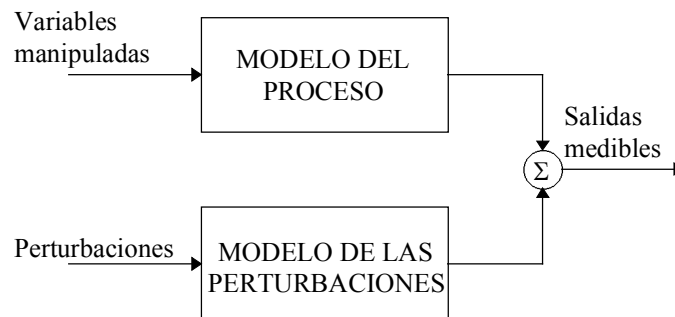 Variables
manipuladas
MODELO DEL
PROCESO
Salidas
medibles
Σ
Perturbaciones
MODELO DE LAS
PERTURBACIONES